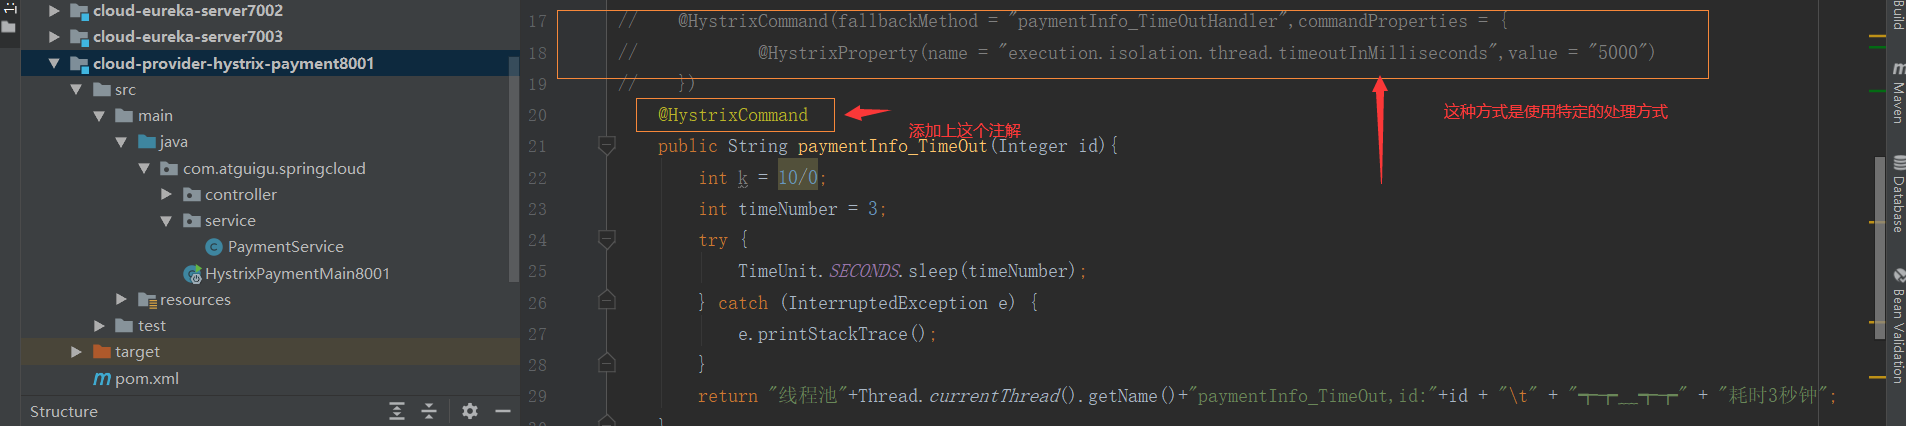 cloud-eureka-server7002
cloud-eureka-server7003
cloud-provider-hystrix-payment8001
src
main
java
com.atguigu.springcloud
controller
service
PaymentService
HystrixPaymentMain8001
resources
test
target
pom.xml
Structure
17 // @HystrixCommand(fallbackMethod = "paymentInfo_TimeOutHandler",commandProperties = {
18 // @HystrixProperty(name = "execution.isolation.thread.timeoutInMilliseconds",value = "5000")
19 // })
20 @HystrixCommand
添加上这个注解
这种方式是使用特定的处理方式
21 public String paymentInfo_TimeOut(Integer id){
22 int k = 10/0;
23 int timeNumber = 3;
24 try {
25 TimeUnit.SECONDS.sleep(timeNumber);
26 } catch (InterruptedException e) {
27 e.printStackTrace();
28 }
29 return "线程池"+Thread.currentThread().getName()+"paymentInfo_TimeOut,id:"+id + "\t" + "┭┮﹏┭┮" + "耗时3秒钟";
Build
Maven
Database
Bean Validation